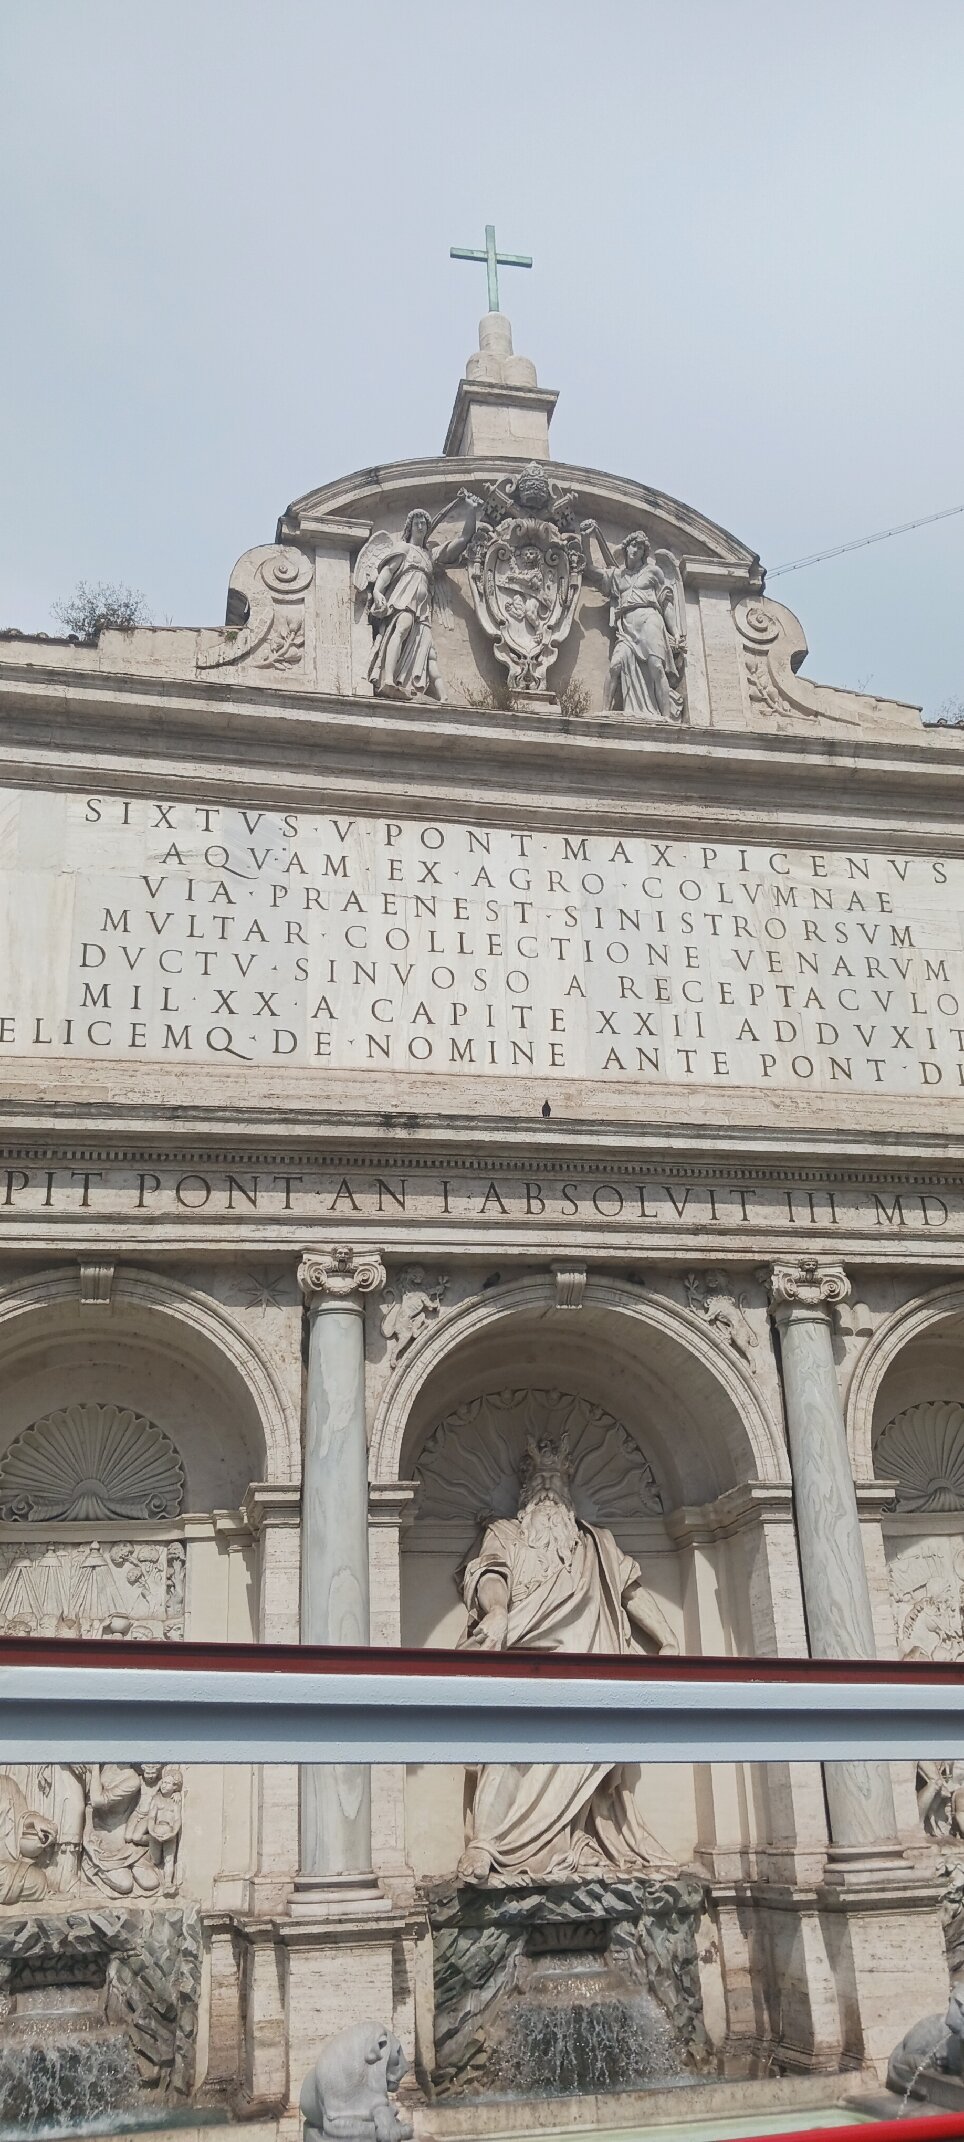 SIXTVS · V · PONT · MAX · PICENVS
AQVAM · EX · AGRO · COLVMNAE
VIA · PRAENEST · SINISTRORSVM
MVLTAR · COLLECTIONE VENARVM
DVCTV · SINVOSO A RECEPTACVLO
MIL · XX · A CAPITE XXII ADDVXIT
ELICEMQ · DE · NOMINE ANTE PONT · DI
PIT PONT · AN I · ABSOLVIT III · MD